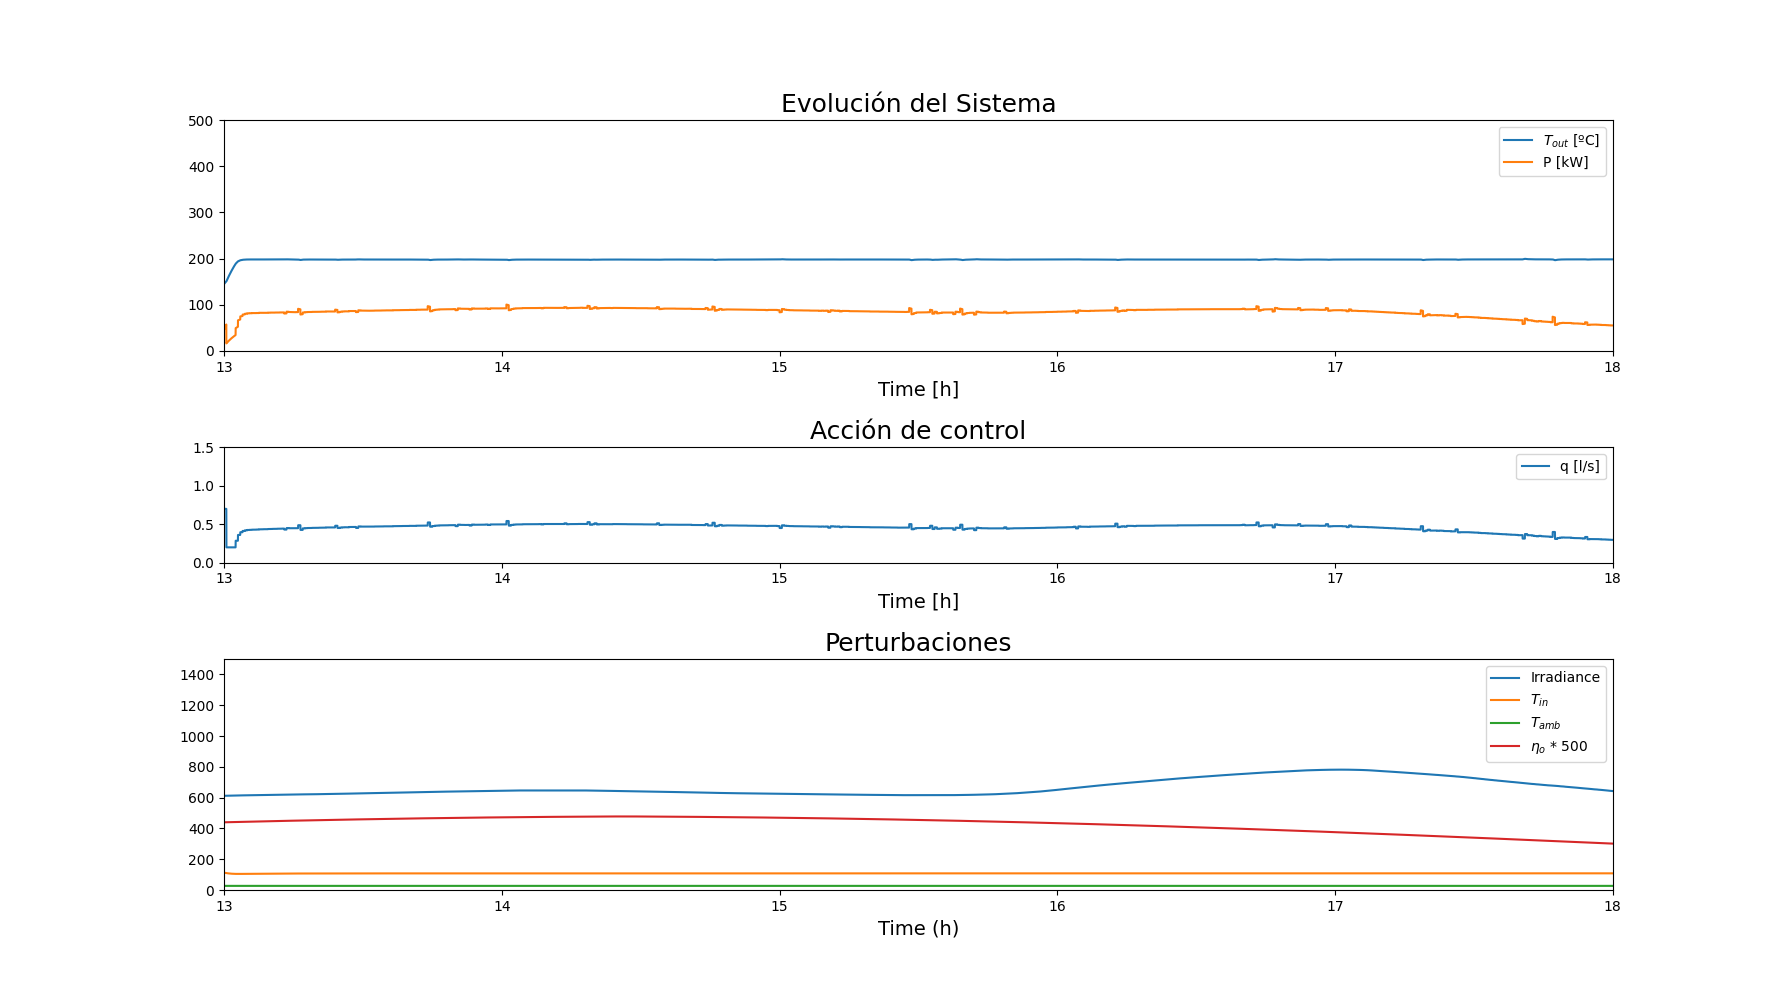 Evolución del Sistema
500
400
300
200
100
0
T_out [ºC]
P [kW]
13 14 15 16 17 18
Time [h]
Acción de control
1.5
1.0
0.5
0.0
q [l/s]
13 14 15 16 17 18
Time [h]
Perturbaciones
1400
1200
1000
800
600
400
200
0
Irradiance
T_in
T_amb
η_o * 500
13 14 15 16 17 18
Time (h)